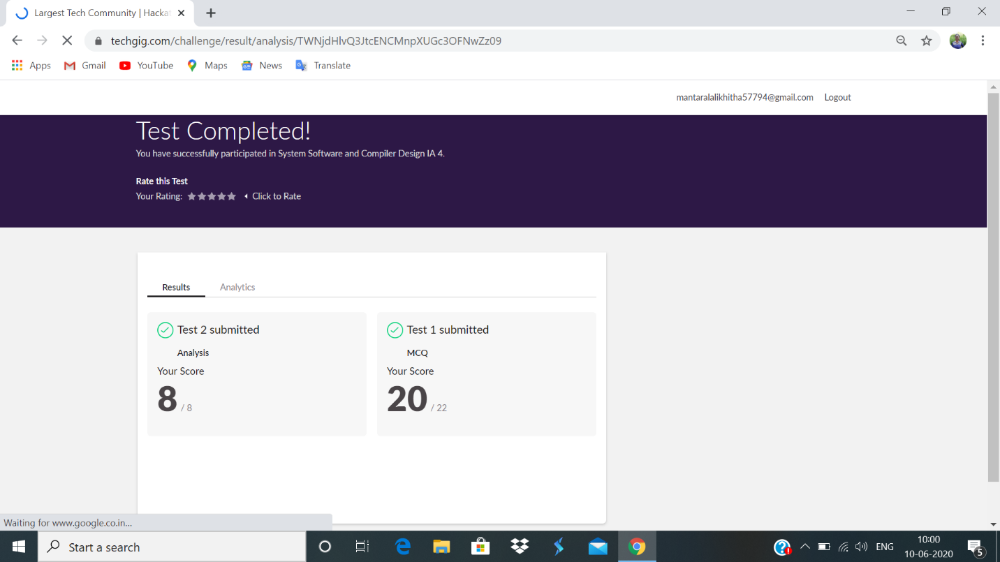 Largest Tech Community | Hacka
techgig.com/challenge/result/analysis/TWNjdHlvQ3JtcENCMnpXUGc3OFNwZz09
Apps Gmail YouTube Maps News Translate
mantaralalikhitha57794@gmail.com Logout
Test Completed!
You have successfully participated in System Software and Compiler Design IA 4.
Rate this Test
Your Rating: Click to Rate
Results Analytics
Test 2 submitted
Analysis
Your Score
8 / 8
Test 1 submitted
MCQ
Your Score
20 / 22
Waiting for www.google.co.in...
Start a search
ENG
10:00
10-06-2020
5